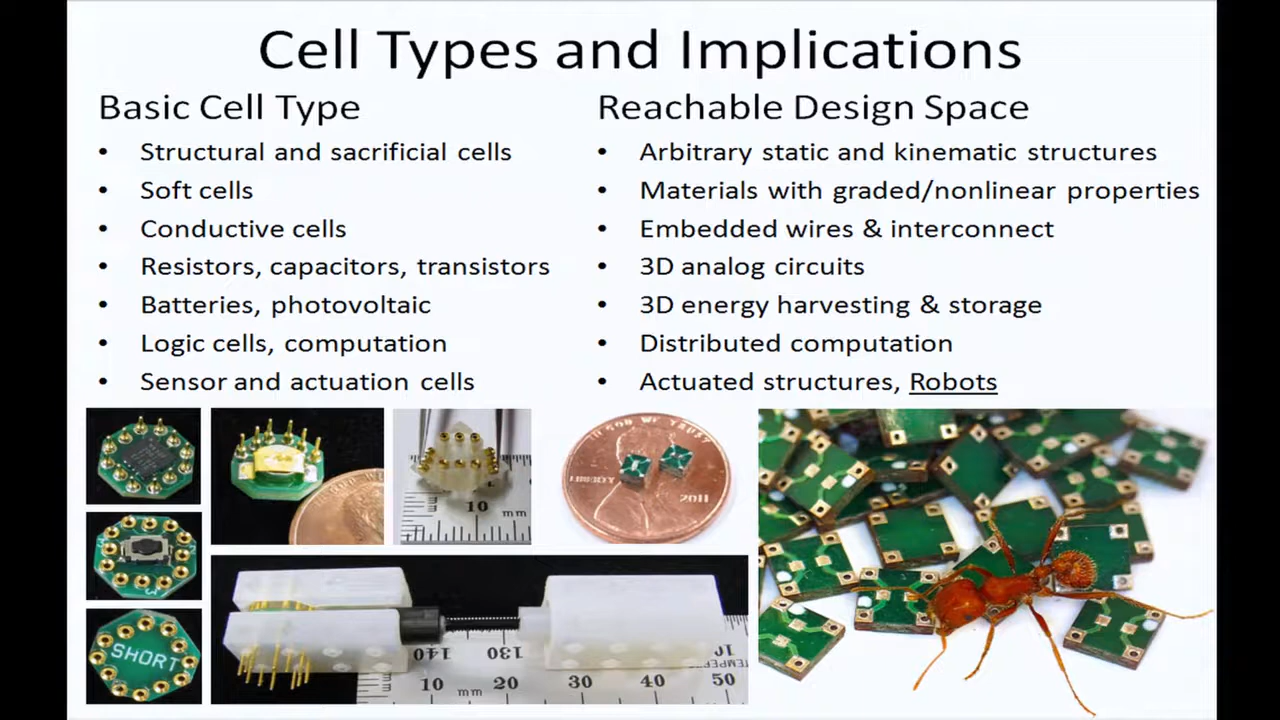 Cell Types and Implications
Basic Cell Type
• Structural and sacrificial cells
• Soft cells
• Conductive cells
• Resistors, capacitors, transistors
• Batteries, photovoltaic
• Logic cells, computation
• Sensor and actuation cells
Reachable Design Space
• Arbitrary static and kinematic structures
• Materials with graded/nonlinear properties
• Embedded wires & interconnect
• 3D analog circuits
• 3D energy harvesting & storage
• Distributed computation
• Actuated structures, Robots
SHORT
10
mm
LIBERTY
2011
140 130
10 mm 20 30 40 50